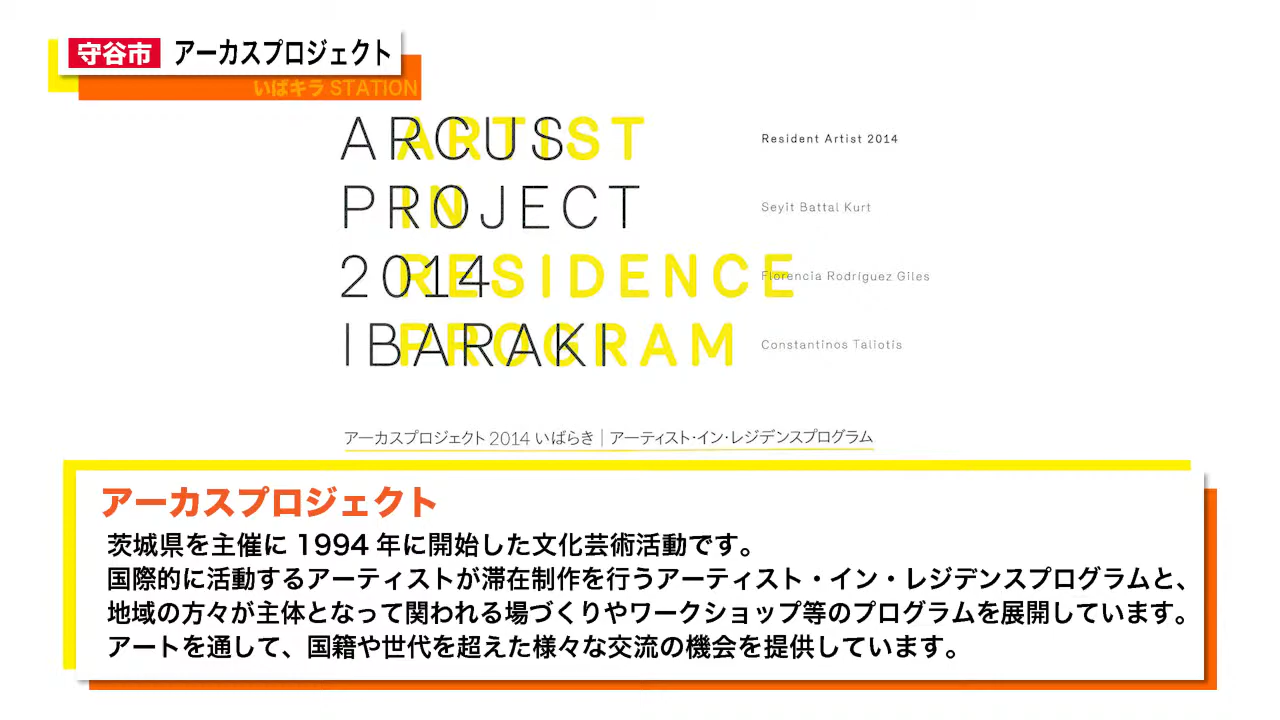 守谷市 アーカスプロジェクト
いばキラ STATION
ARCUS
ARTIST
PROJECT
IN
2014
RESIDENCE
IBARAKI
PROGRAM
Resident Artist 2014
Seyit Battal Kurt
Florencia Rodríguez Giles
Constantinos Taliotis
アーカスプロジェクト 2014 いばらき｜アーティスト・イン・レジデンスプログラム
アーカスプロジェクト
茨城県を主催に 1994 年に開始した文化芸術活動です。
国際的に活動するアーティストが滞在制作を行うアーティスト・イン・レジデンスプログラムと、
地域の方々が主体となって関われる場づくりやワークショップ等のプログラムを展開しています。
アートを通して、国籍や世代を超えた様々な交流の機会を提供しています。